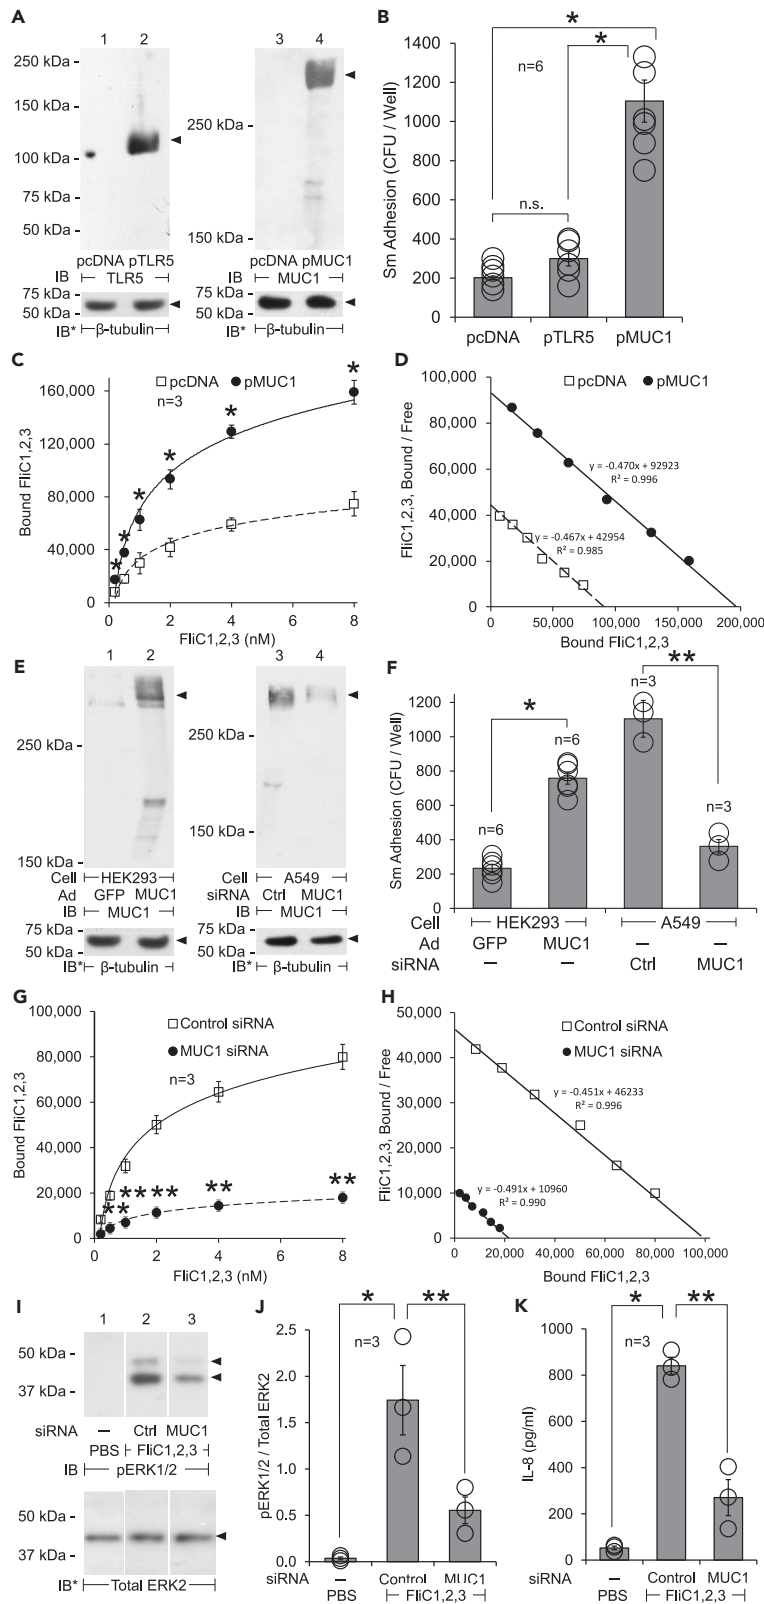 A
1 2
250 kDa -
150 kDa -
100 kDa -
75 kDa -
50 kDa -
pcDNA pTLR5
IB TLR5
75 kDa -
50 kDa -
IB* β-tubulin
3 4
250 kDa -
150 kDa -
pcDNA pMUC1
IB MUC1
75 kDa -
50 kDa -
IB* β-tubulin
B
Sm Adhesion (CFU / Well)
1400
1200
1000
800
600
400
200
0
n=6
*
*
n.s.
pcDNA pTLR5 pMUC1
C
Bound FliC1,2,3
160,000
120,000
80,000
40,000
0
pcDNA pMUC1
n=3
* * * * * *
0 2 4 6 8
FliC1,2,3 (nM)
D
FliC1,2,3, Bound / Free
100,000
80,000
60,000
40,000
20,000
0
pcDNA pMUC1
y = -0.470x + 92923
R² = 0.996
y = -0.467x + 42954
R² = 0.985
0 50,000 100,000 150,000 200,000
Bound FliC1,2,3
E
1 2
250 kDa -
150 kDa -
Cell HEK293
Ad GFP MUC1
IB MUC1
75 kDa -
50 kDa -
IB* β-tubulin
3 4
250 kDa -
150 kDa -
Cell A549
siRNA Ctrl MUC1
IB MUC1
75 kDa -
50 kDa -
IB* β-tubulin
F
Sm Adhesion (CFU / Well)
1200
1000
800
600
400
200
0
n=6
*
n=6
n=3
**
n=3
Cell HEK293 A549
Ad GFP MUC1 – –
siRNA – – Ctrl MUC1
G
Bound FliC1,2,3
100,000
80,000
60,000
40,000
20,000
0
Control siRNA
MUC1 siRNA
n=3
** ** ** ** **
0 2 4 6 8
FliC1,2,3 (nM)
H
FliC1,2,3, Bound / Free
50,000
40,000
30,000
20,000
10,000
0
Control siRNA
MUC1 siRNA
y = -0.451x + 46233
R² = 0.996
y = -0.491x + 10960
R² = 0.990
0 20,000 40,000 60,000 80,000 100,000
Bound FliC1,2,3
I
1 2 3
50 kDa -
37 kDa -
siRNA – Ctrl MUC1
PBS FliC1,2,3
IB pERK1/2
50 kDa -
37 kDa -
IB* Total ERK2
J
pERK1/2 / Total ERK2
2.5
2.0
1.5
1.0
0.5
0.0
* **
n=3
siRNA – Control MUC1
PBS FliC1,2,3
K
IL-8 (pg/ml)
1000
800
600
400
200
0
* **
n=3
siRNA – Control MUC1
PBS FliC1,2,3